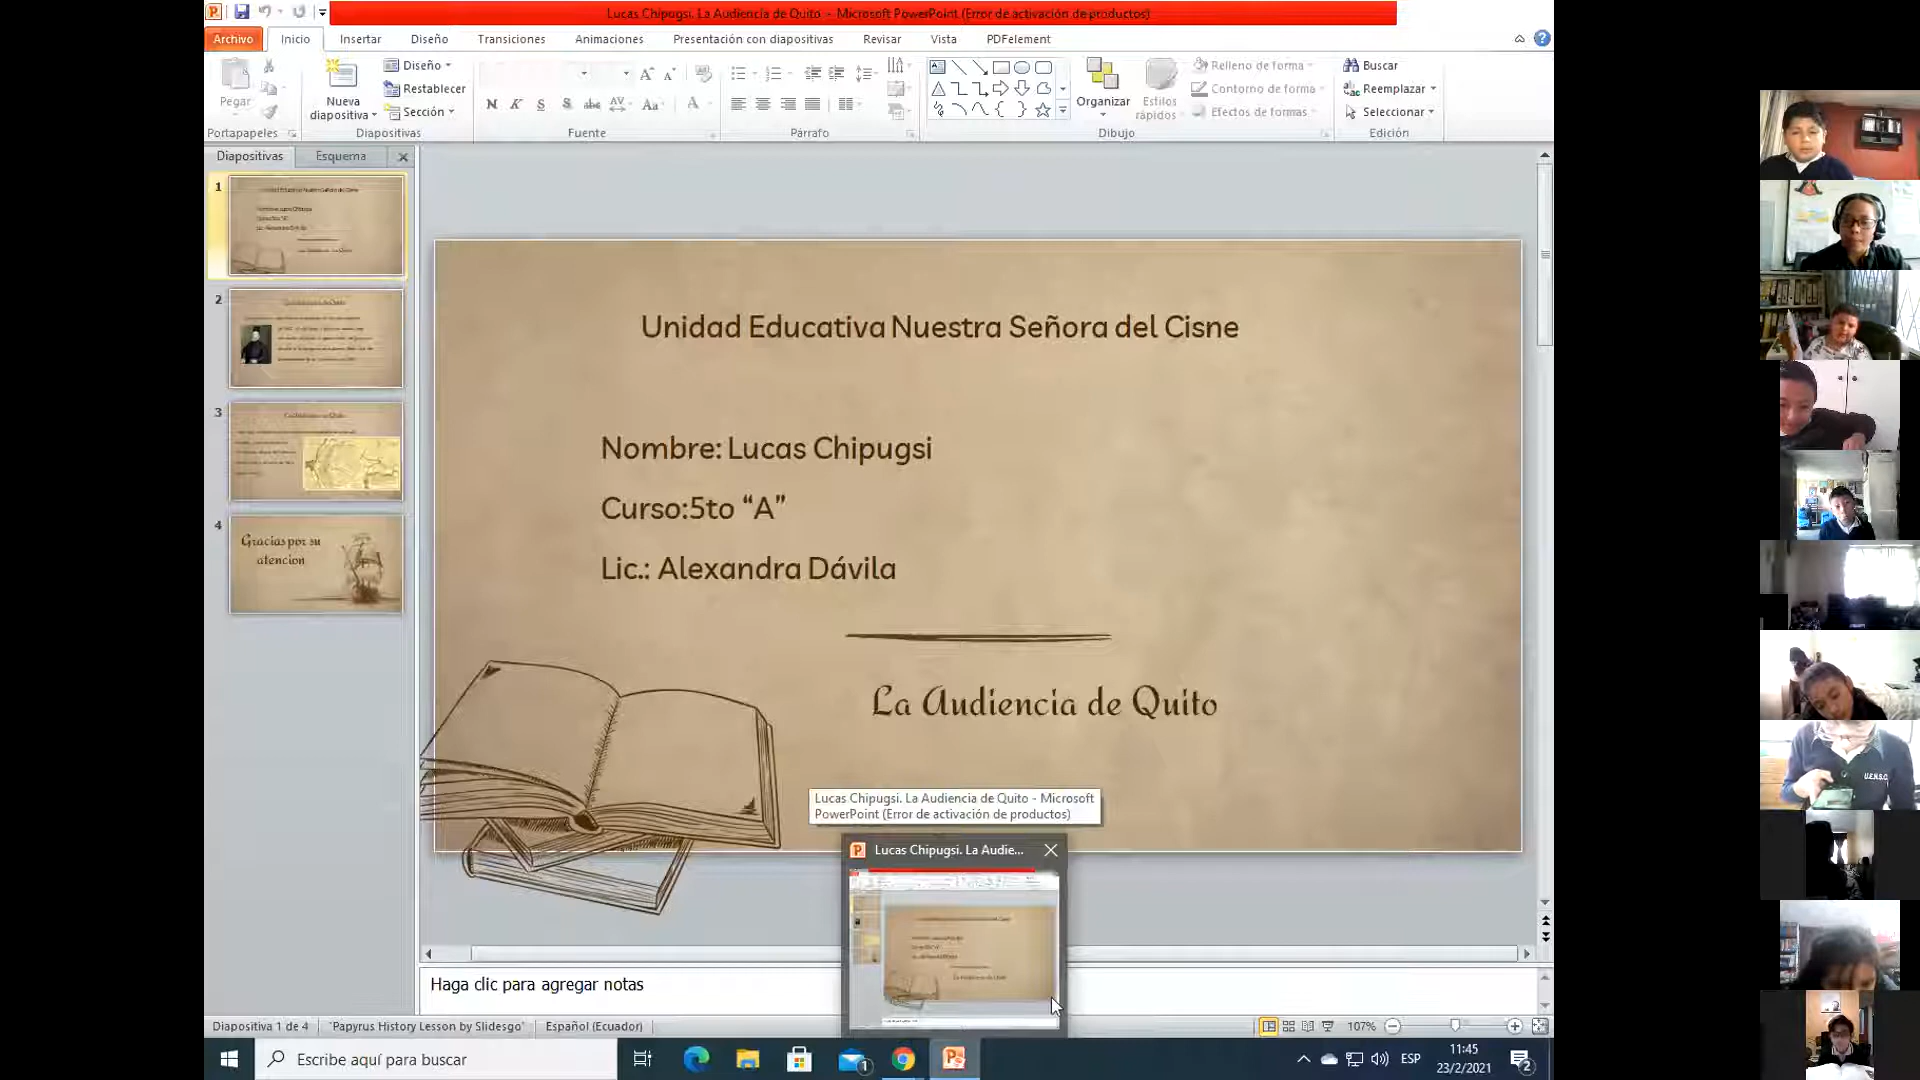 Lucas Chipugsi. La Audiencia de Quito - Microsoft PowerPoint (Error de activación de productos)
Archivo Inicio Insertar Diseño Transiciones Animaciones Presentación con diapositivas Revisar Vista PDFelement
Pegar
Nueva diapositiva
Diseño
Restablecer
Sección
Organizar
Estilos rápidos
Relleno de forma
Contorno de forma
Efectos de formas
Buscar
Reemplazar
Seleccionar
Portapapeles Diapositivas Fuente Párrafo Dibujo Edición
Diapositivas Esquema
1
2
3
4
Gracias por su
atencion
Unidad Educativa Nuestra Señora del Cisne
Nombre: Lucas Chipugsi
Curso:5to “A”
Lic.: Alexandra Dávila
La Audiencia de Quito
Lucas Chipugsi. La Audiencia de Quito - Microsoft
PowerPoint (Error de activación de productos)
Lucas Chipugsi. La Audie...
Haga clic para agregar notas
Diapositiva 1 de 4 "Papyrus History Lesson by Slidesgo" Español (Ecuador) 107%
Escribe aquí para buscar
1
ESP
11:45
23/2/2021
2
U.E.N.S.C